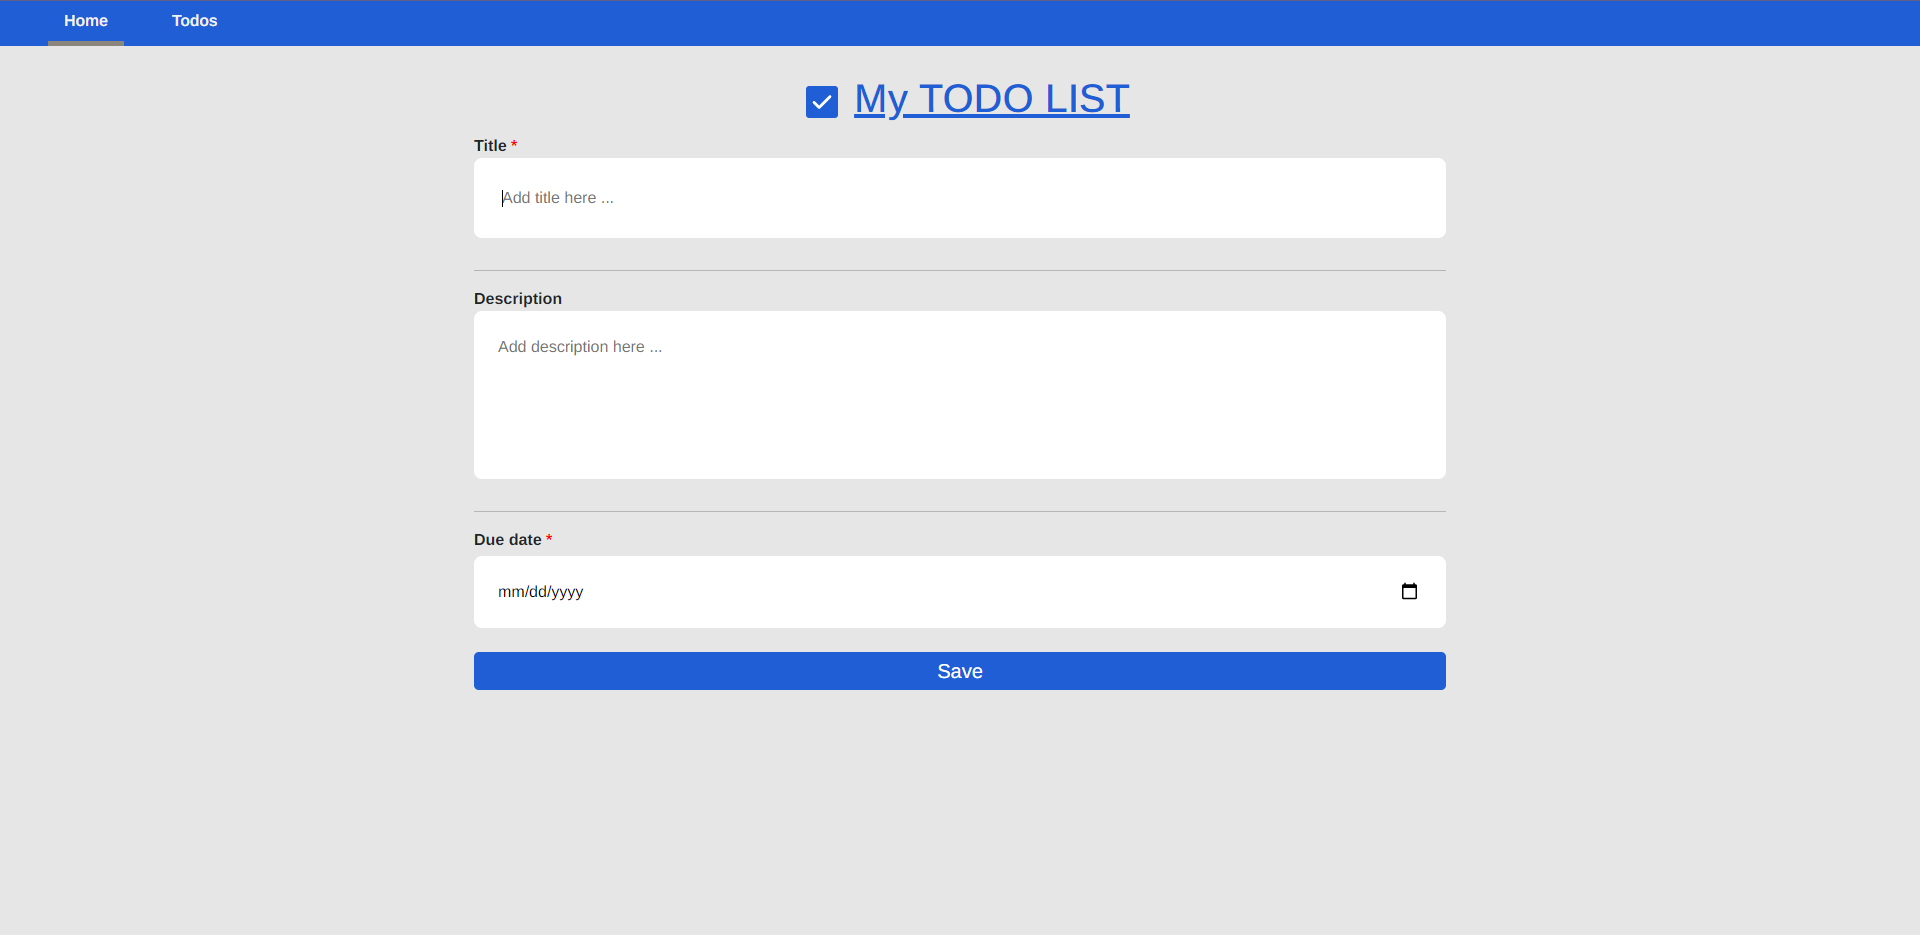 Home Todos
My TODO LIST
Title *
Add title here ...
Description
Add description here ...
Due date *
mm/dd/yyyy
Save